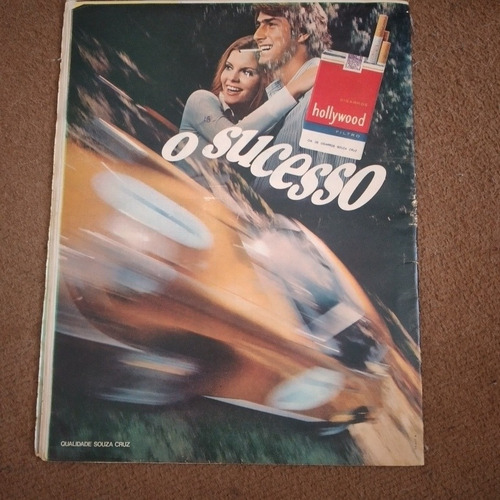 hollywood
FILTRO
o sucesso
QUALIDADE SOUZA CRUZ